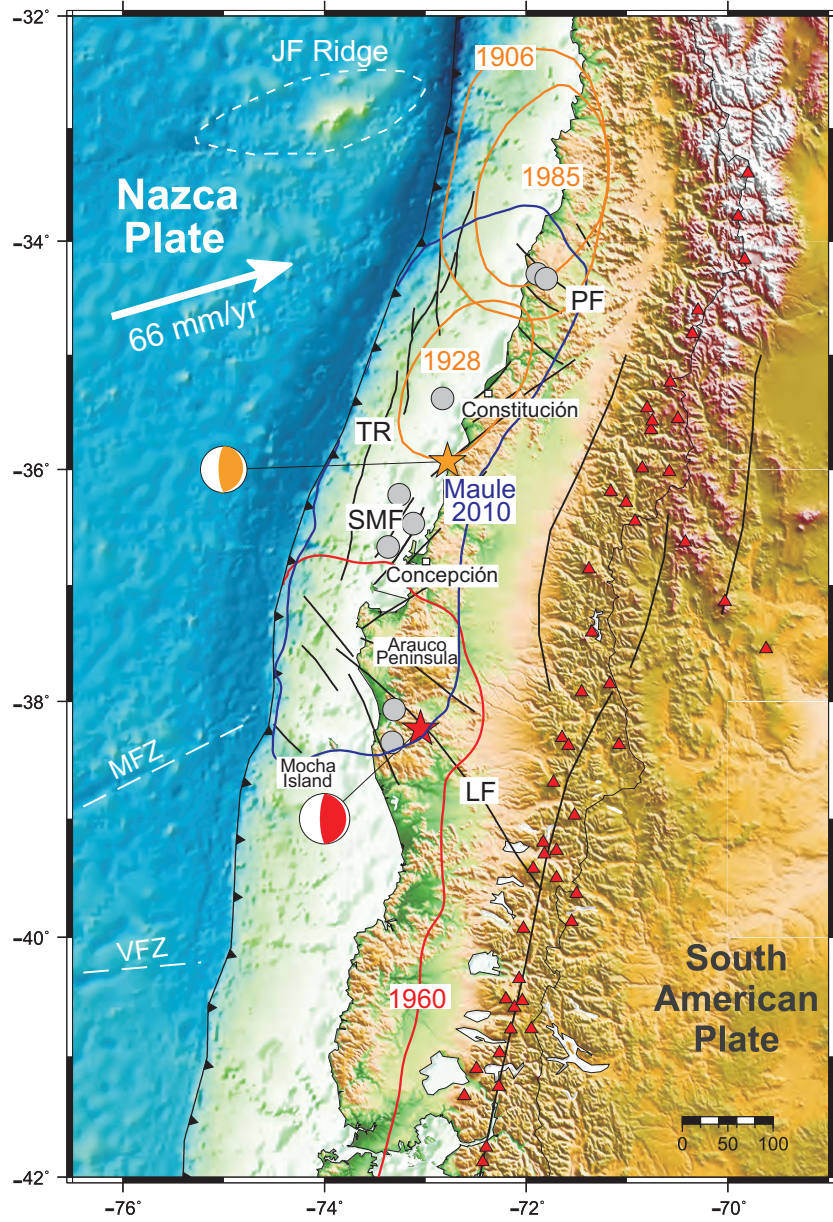 −32°
JF Ridge
1906
1985
Nazca
Plate
−34°
66 mm/yr
PF
1928
Constitución
TR
−36°
Maule
2010
SMF
Concepción
Arauco
Peninsula
−38°
MFZ
Mocha
Island
LF
−40°
VFZ
South
American
Plate
1960
0 100
−42°
−76° −74° −72° −70°